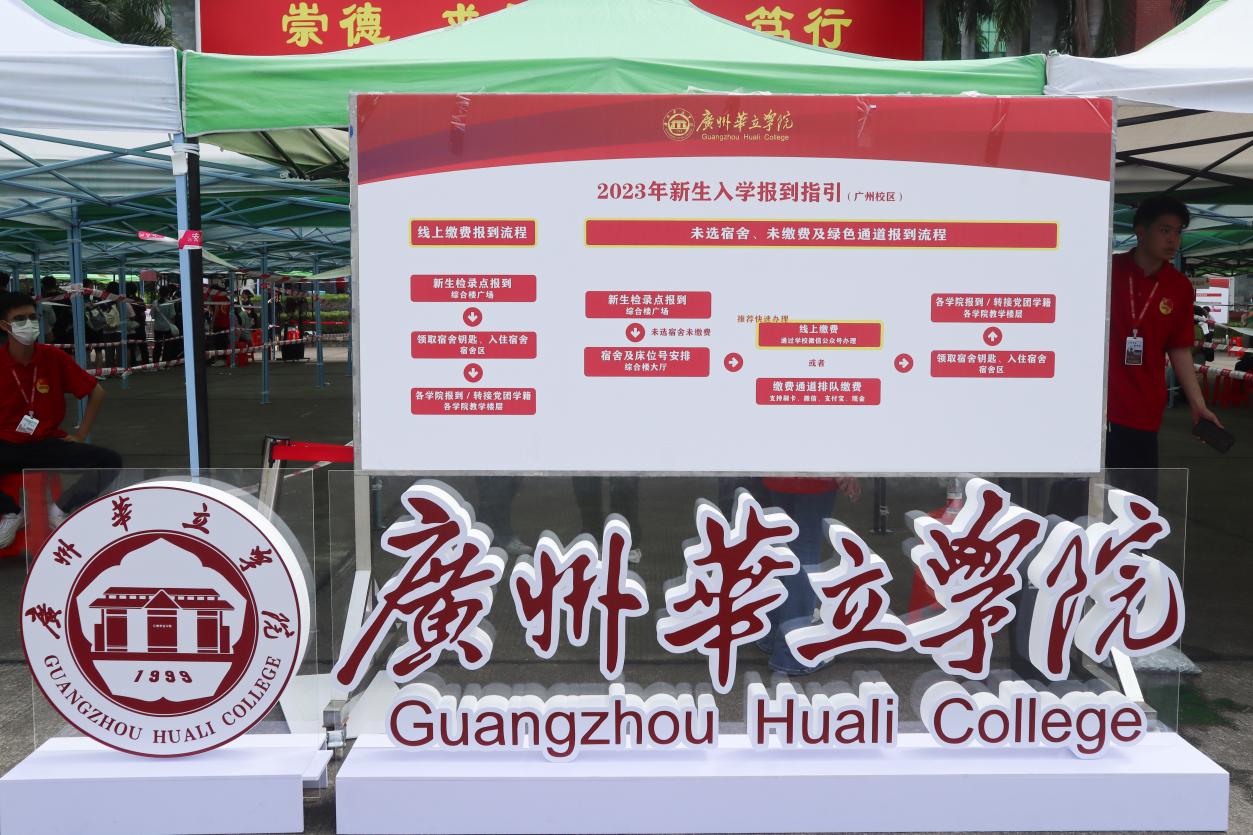 崇德
笃行
廣州華立學院
Guangzhou Huali College
2023年新生入学报到指引（广州校区）
线上缴费报到流程
新生检录点报到
综合楼广场
领取宿舍钥匙、入住宿舍
宿舍区
各学院报到/转接党团学籍
各学院教学楼层
未选宿舍、未缴费及绿色通道报到流程
新生检录点报到
综合楼广场
未选宿舍未缴费
宿舍及床位号安排
综合楼大厅
推荐快速办理
线上缴费
通过学校微信公众号办理
或者
缴费通道排队缴费
支持刷卡、微信、支付宝、现金
各学院报到/转接党团学籍
各学院教学楼层
领取宿舍钥匙、入住宿舍
宿舍区
廣州華立學院
1999
GUANGZHOU HUALI COLLEGE
廣州華立學院
Guangzhou Huali College